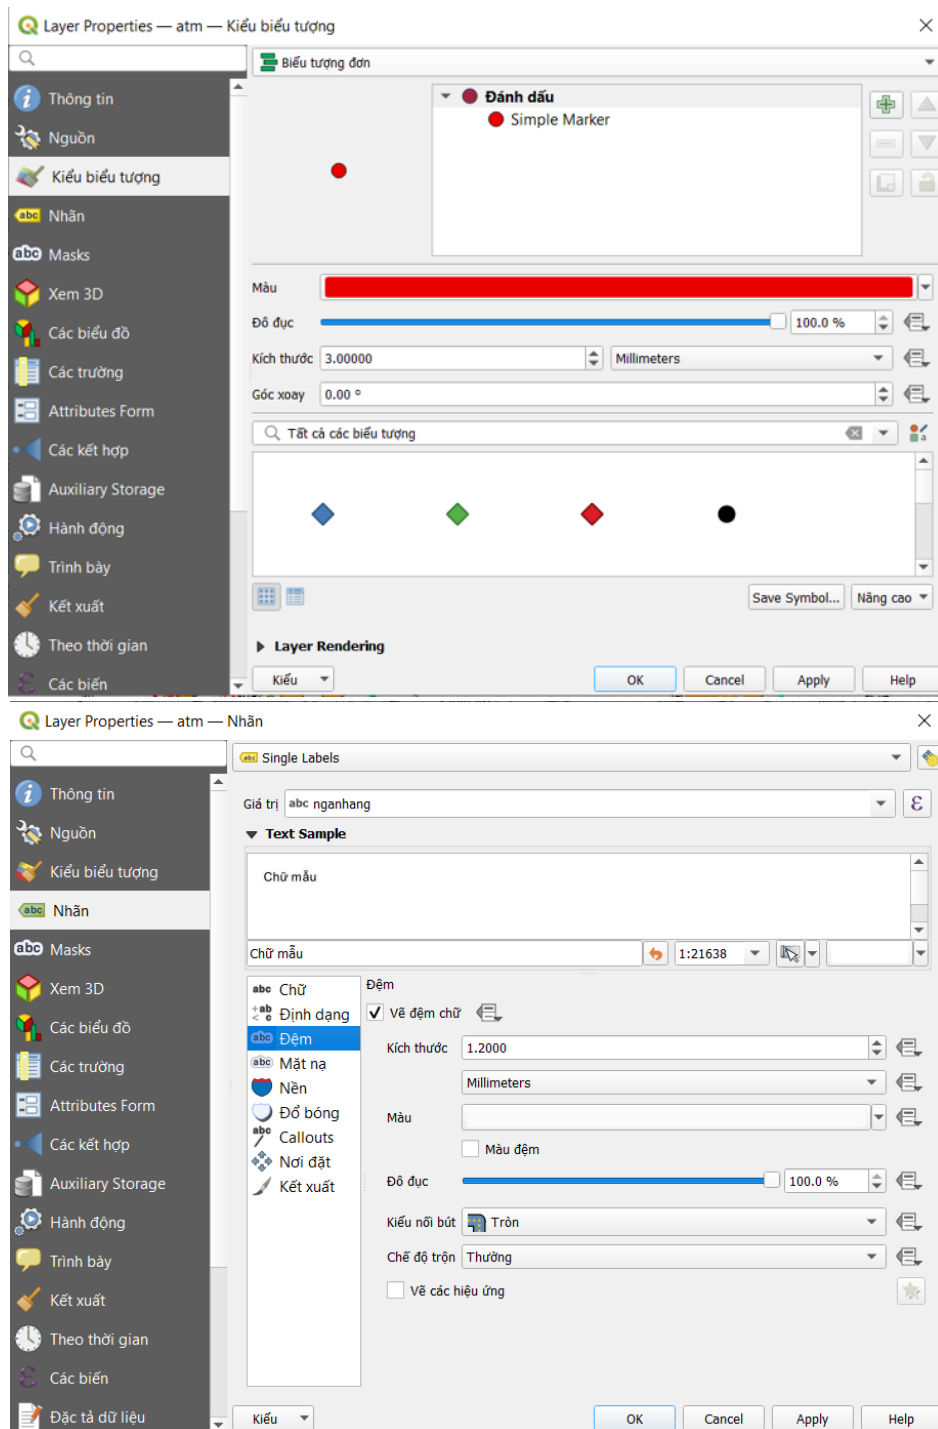 Layer Properties — atm — Kiểu biểu tượng
Biểu tượng đơn
Thông tin
Nguồn
Kiểu biểu tượng
Nhãn
Masks
Xem 3D
Các biểu đồ
Các trường
Attributes Form
Các kết hợp
Auxiliary Storage
Hành động
Trình bày
Kết xuất
Theo thời gian
Các biến
Đánh dấu
Simple Marker
Màu
Độ đục
100.0 %
Kích thước 3.00000 Millimeters
Góc xoay 0.00 °
Tất cả các biểu tượng
Save Symbol... Nâng cao
Layer Rendering
Kiểu OK Cancel Apply Help
Layer Properties — atm — Nhãn
Single Labels
Thông tin
Nguồn
Kiểu biểu tượng
abc Nhãn
abc Masks
Xem 3D
Các biểu đồ
Các trường
Attributes Form
Các kết hợp
Auxiliary Storage
Hành động
Trình bày
Kết xuất
Theo thời gian
Các biến
Đặc tả dữ liệu
Giá trị abc nganhang
Text Sample
Chữ mẫu
Chữ mẫu 1:21638
abc Chữ
Định dạng
abc Đệm
abc Mặt nạ
Nền
Đổ bóng
Callouts
Nơi đặt
Kết xuất
Đệm
Vẽ đệm chữ
Kích thước 1.2000
Millimeters
Màu
Màu đệm
Độ đục 100.0 %
Kiểu nối bút Tròn
Chế độ trộn Thường
Vẽ các hiệu ứng
Kiểu OK Cancel Apply Help